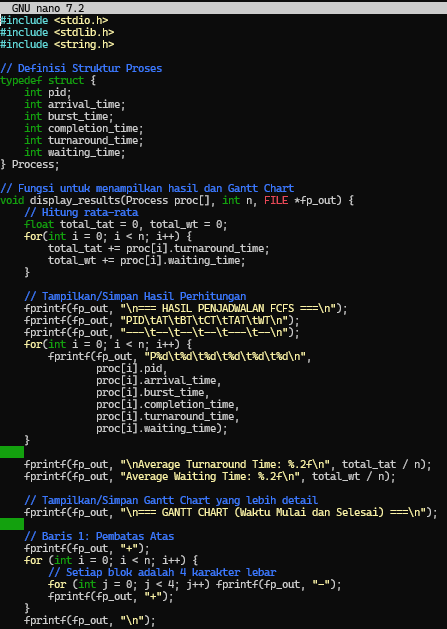 GNU nano 7.2
#include <stdio.h>
#include <stdlib.h>
#include <string.h>
// Definisi Struktur Proses
typedef struct {
    int pid;
    int arrival_time;
    int burst_time;
    int completion_time;
    int turnaround_time;
    int waiting_time;
} Process;
// Fungsi untuk menampilkan hasil dan Gantt Chart
void display_results(Process proc[], int n, FILE *fp_out) {
    // Hitung rata-rata
    float total_tat = 0, total_wt = 0;
    for(int i = 0; i < n; i++) {
        total_tat += proc[i].turnaround_time;
        total_wt += proc[i].waiting_time;
    }
    // Tampilkan/Simpan Hasil Perhitungan
    fprintf(fp_out, "\n=== HASIL PENJADWALAN FCFS ===\n");
    fprintf(fp_out, "PID\tAT\tBT\tCT\tTAT\tWT\n");
    fprintf(fp_out, "---\t--\t--\t--\t---\t--\n");
    for(int i = 0; i < n; i++) {
        fprintf(fp_out, "P%d\t%d\t%d\t%d\t%d\t%d\n",
                proc[i].pid,
                proc[i].arrival_time,
                proc[i].burst_time,
                proc[i].completion_time,
                proc[i].turnaround_time,
                proc[i].waiting_time);
    }
    fprintf(fp_out, "\nAverage Turnaround Time: %.2f\n", total_tat / n);
    fprintf(fp_out, "Average Waiting Time: %.2f\n", total_wt / n);
    // Tampilkan/Simpan Gantt Chart yang lebih detail
    fprintf(fp_out, "\n=== GANTT CHART (Waktu Mulai dan Selesai) ===\n");
    // Baris 1: Pembatas Atas
    fprintf(fp_out, "+");
    for (int i = 0; i < n; i++) {
        // Setiap blok adalah 4 karakter lebar
        for (int j = 0; j < 4; j++) fprintf(fp_out, "-");
        fprintf(fp_out, "+");
    }
    fprintf(fp_out, "\n");